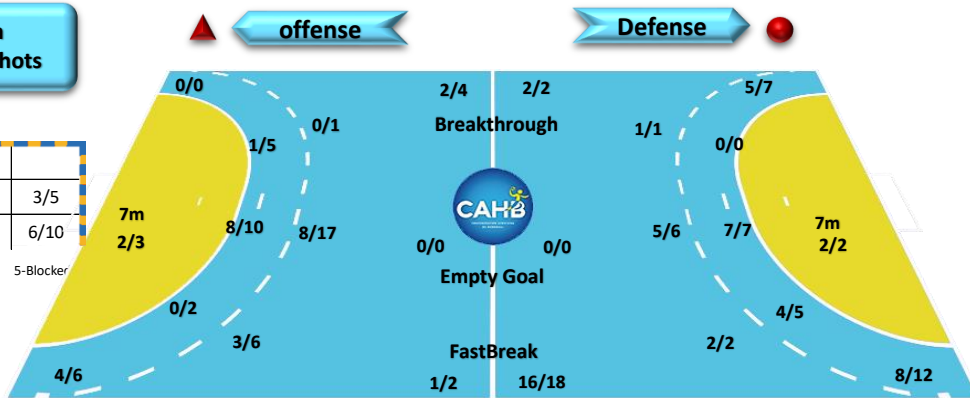 offense
Defense
hots
0/0
2/4
2/2
5/7
0/1
Breakthrough
1/1
1/5
0/0
3/5
CAHB
7m
2/3
8/10
8/17
5/6
7/7
7m
2/2
6/10
0/0
0/0
5-Blocked
Empty Goal
0/2
4/5
3/6
2/2
FastBreak
4/6
1/2
16/18
8/12